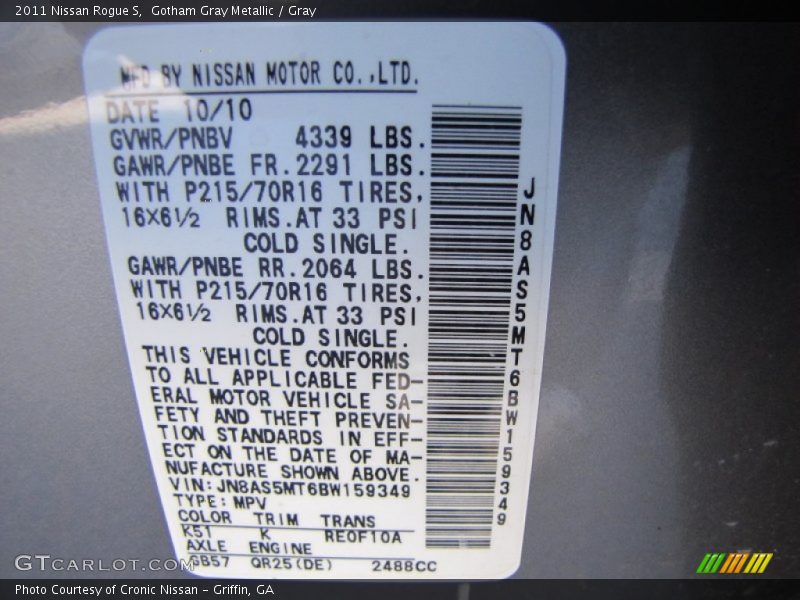 2011 Nissan Rogue S, Gotham Gray Metallic / Gray
MFD BY NISSAN MOTOR CO.,LTD.
DATE 10/10
GVWR/PNBV 4339 LBS.
GAWR/PNBE FR.2291 LBS.
WITH P215/70R16 TIRES,
16X6½ RIMS.AT 33 PSI
COLD SINGLE.
GAWR/PNBE RR.2064 LBS.
WITH P215/70R16 TIRES,
16X6½ RIMS.AT 33 PSI
COLD SINGLE.
THIS VEHICLE CONFORMS
TO ALL APPLICABLE FED-
ERAL MOTOR VEHICLE SA-
FETY AND THEFT PREVEN-
TION STANDARDS IN EFF-
ECT ON THE DATE OF MA-
NUFACTURE SHOWN ABOVE.
VIN:JN8AS5MT6BW159349
TYPE:MPV
COLOR TRIM TRANS
K51 K RE0F10A
AXLE ENGINE
GB57 QR25(DE) 2488CC
JN8AS5MT6BW159349
GTCARLOT.COM
Photo Courtesy of Cronic Nissan - Griffin, GA